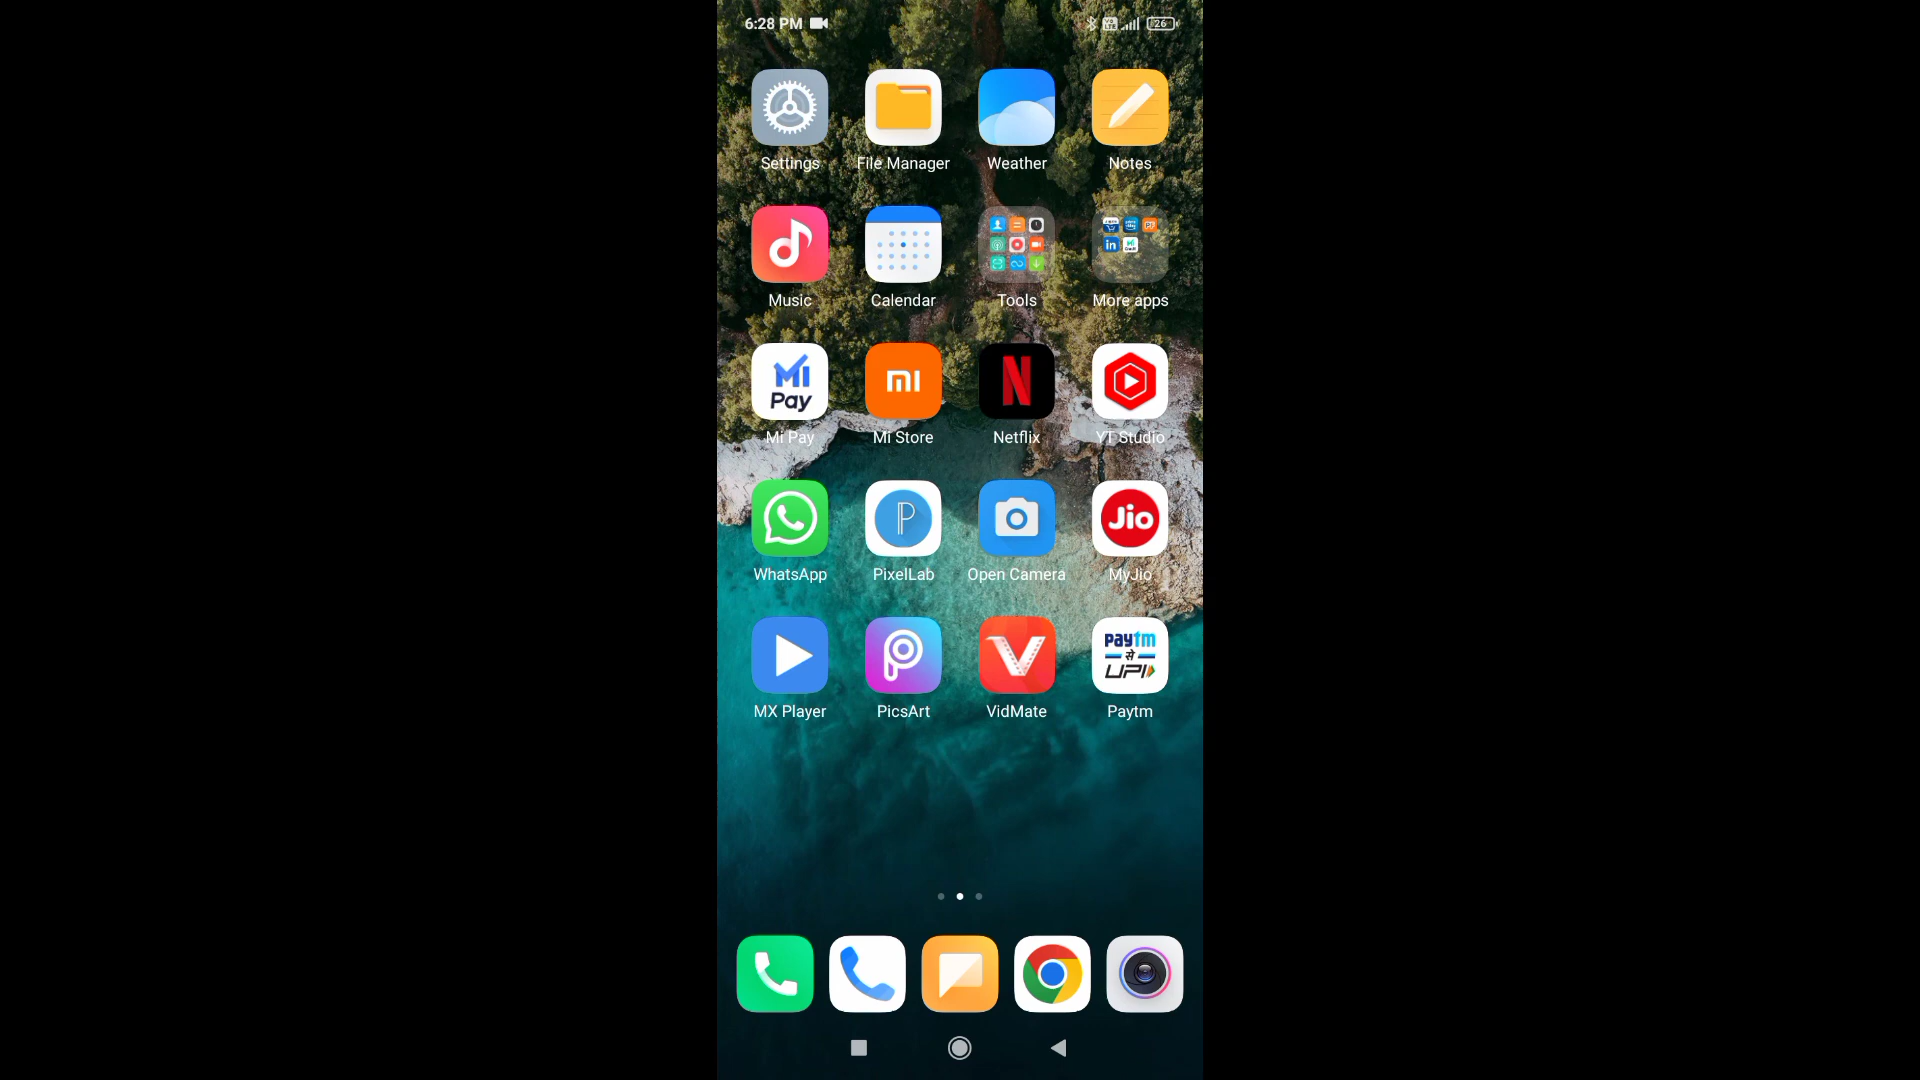 6:28 PM
26
Settings
File Manager
Weather
Notes
Music
Calendar
Tools
More apps
Mi
Pay
mi
N
Mi Pay
Mi Store
Netflix
YT Studio
P
Jio
WhatsApp
PixelLab
Open Camera
MyJio
paytm
से
UPI
MX Player
PicsArt
VidMate
Paytm